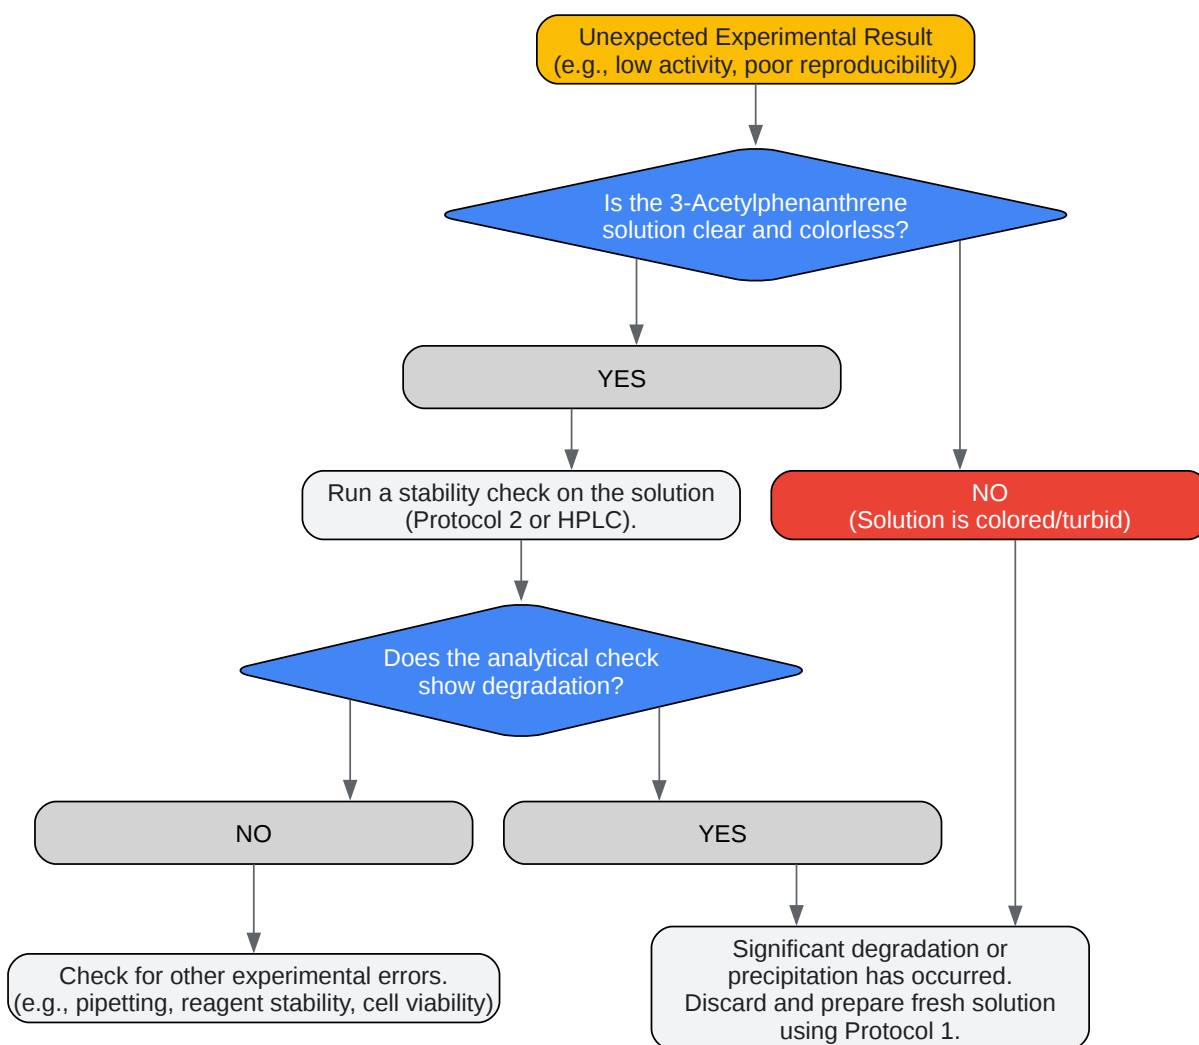 Unexpected Experimental Result
(e.g., low activity, poor reproducibility)
Is the 3-Acetylphenanthrene
solution clear and colorless?
YES
Run a stability check on the solution
(Protocol 2 or HPLC).
NO
(Solution is colored/turbid)
Does the analytical check
show degradation?
NO
YES
Check for other experimental errors.
(e.g., pipetting, reagent stability, cell viability)
Significant degradation or
precipitation has occurred.
Discard and prepare fresh solution
using Protocol 1.